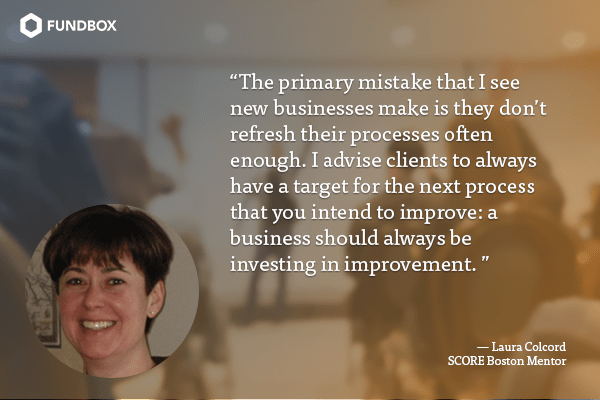 FUNDBOX
“The primary mistake that I see
new businesses make is they don’t
refresh their processes often
enough. I advise clients to always
have a target for the next process
that you intend to improve: a
business should always be
investing in improvement. ”
— Laura Colcord
SCORE Boston Mentor